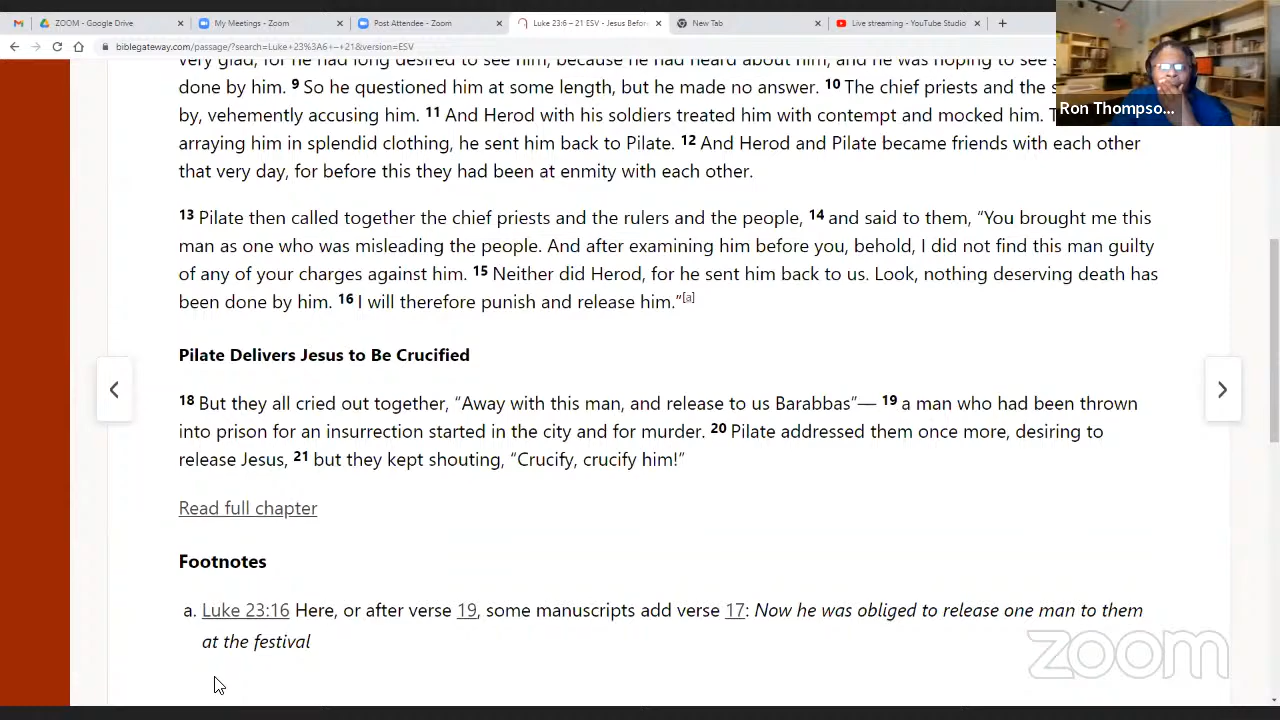 ZOOM - Google Drive
My Meetings - Zoom
Post Attendee - Zoom
Luke 23:6 – 21 ESV - Jesus Befor
New Tab
Live streaming - YouTube Studio
biblegateway.com/passage/?search=Luke+23%3A6+–+21&version=ESV
very glad, for he had long desired to see him, because he had heard about him, and he was hoping to see s
done by him. 9 So he questioned him at some length, but he made no answer. 10 The chief priests and the s
by, vehemently accusing him. 11 And Herod with his soldiers treated him with contempt and mocked him. T
arraying him in splendid clothing, he sent him back to Pilate. 12 And Herod and Pilate became friends with each other
that very day, for before this they had been at enmity with each other.
13 Pilate then called together the chief priests and the rulers and the people, 14 and said to them, “You brought me this
man as one who was misleading the people. And after examining him before you, behold, I did not find this man guilty
of any of your charges against him. 15 Neither did Herod, for he sent him back to us. Look, nothing deserving death has
been done by him. 16 I will therefore punish and release him.”[a]
Pilate Delivers Jesus to Be Crucified
18 But they all cried out together, “Away with this man, and release to us Barabbas”— 19 a man who had been thrown
into prison for an insurrection started in the city and for murder. 20 Pilate addressed them once more, desiring to
release Jesus, 21 but they kept shouting, “Crucify, crucify him!”
Read full chapter
Footnotes
a. Luke 23:16 Here, or after verse 19, some manuscripts add verse 17: Now he was obliged to release one man to them
at the festival
Ron Thompso...
zoom